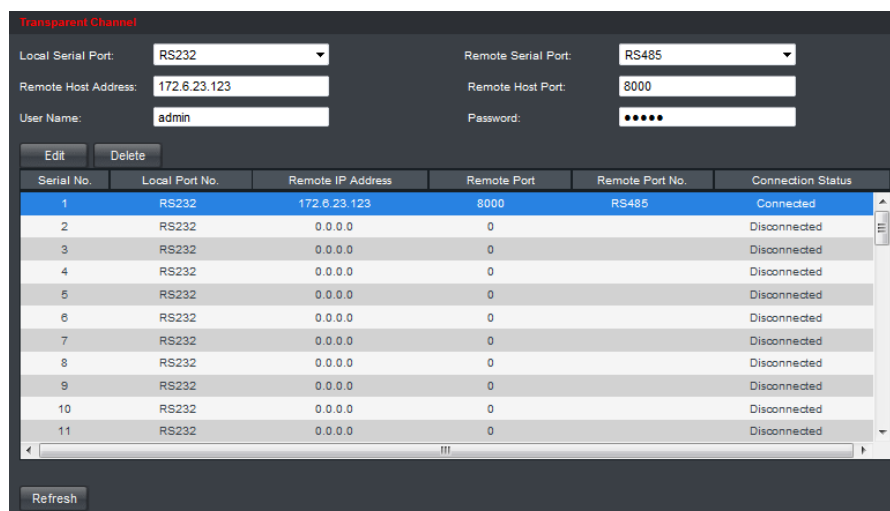 Transparent Channel
Local Serial Port: RS232 Remote Serial Port: RS485
Remote Host Address: 172.6.23.123 Remote Host Port: 8000
User Name: admin Password: •••••
Edit Delete
Serial No. Local Port No. Remote IP Address Remote Port Remote Port No. Connection Status
1 RS232 172.6.23.123 8000 RS485 Connected
2 RS232 0.0.0.0 0 Disconnected
3 RS232 0.0.0.0 0 Disconnected
4 RS232 0.0.0.0 0 Disconnected
5 RS232 0.0.0.0 0 Disconnected
6 RS232 0.0.0.0 0 Disconnected
7 RS232 0.0.0.0 0 Disconnected
8 RS232 0.0.0.0 0 Disconnected
9 RS232 0.0.0.0 0 Disconnected
10 RS232 0.0.0.0 0 Disconnected
11 RS232 0.0.0.0 0 Disconnected
Refresh